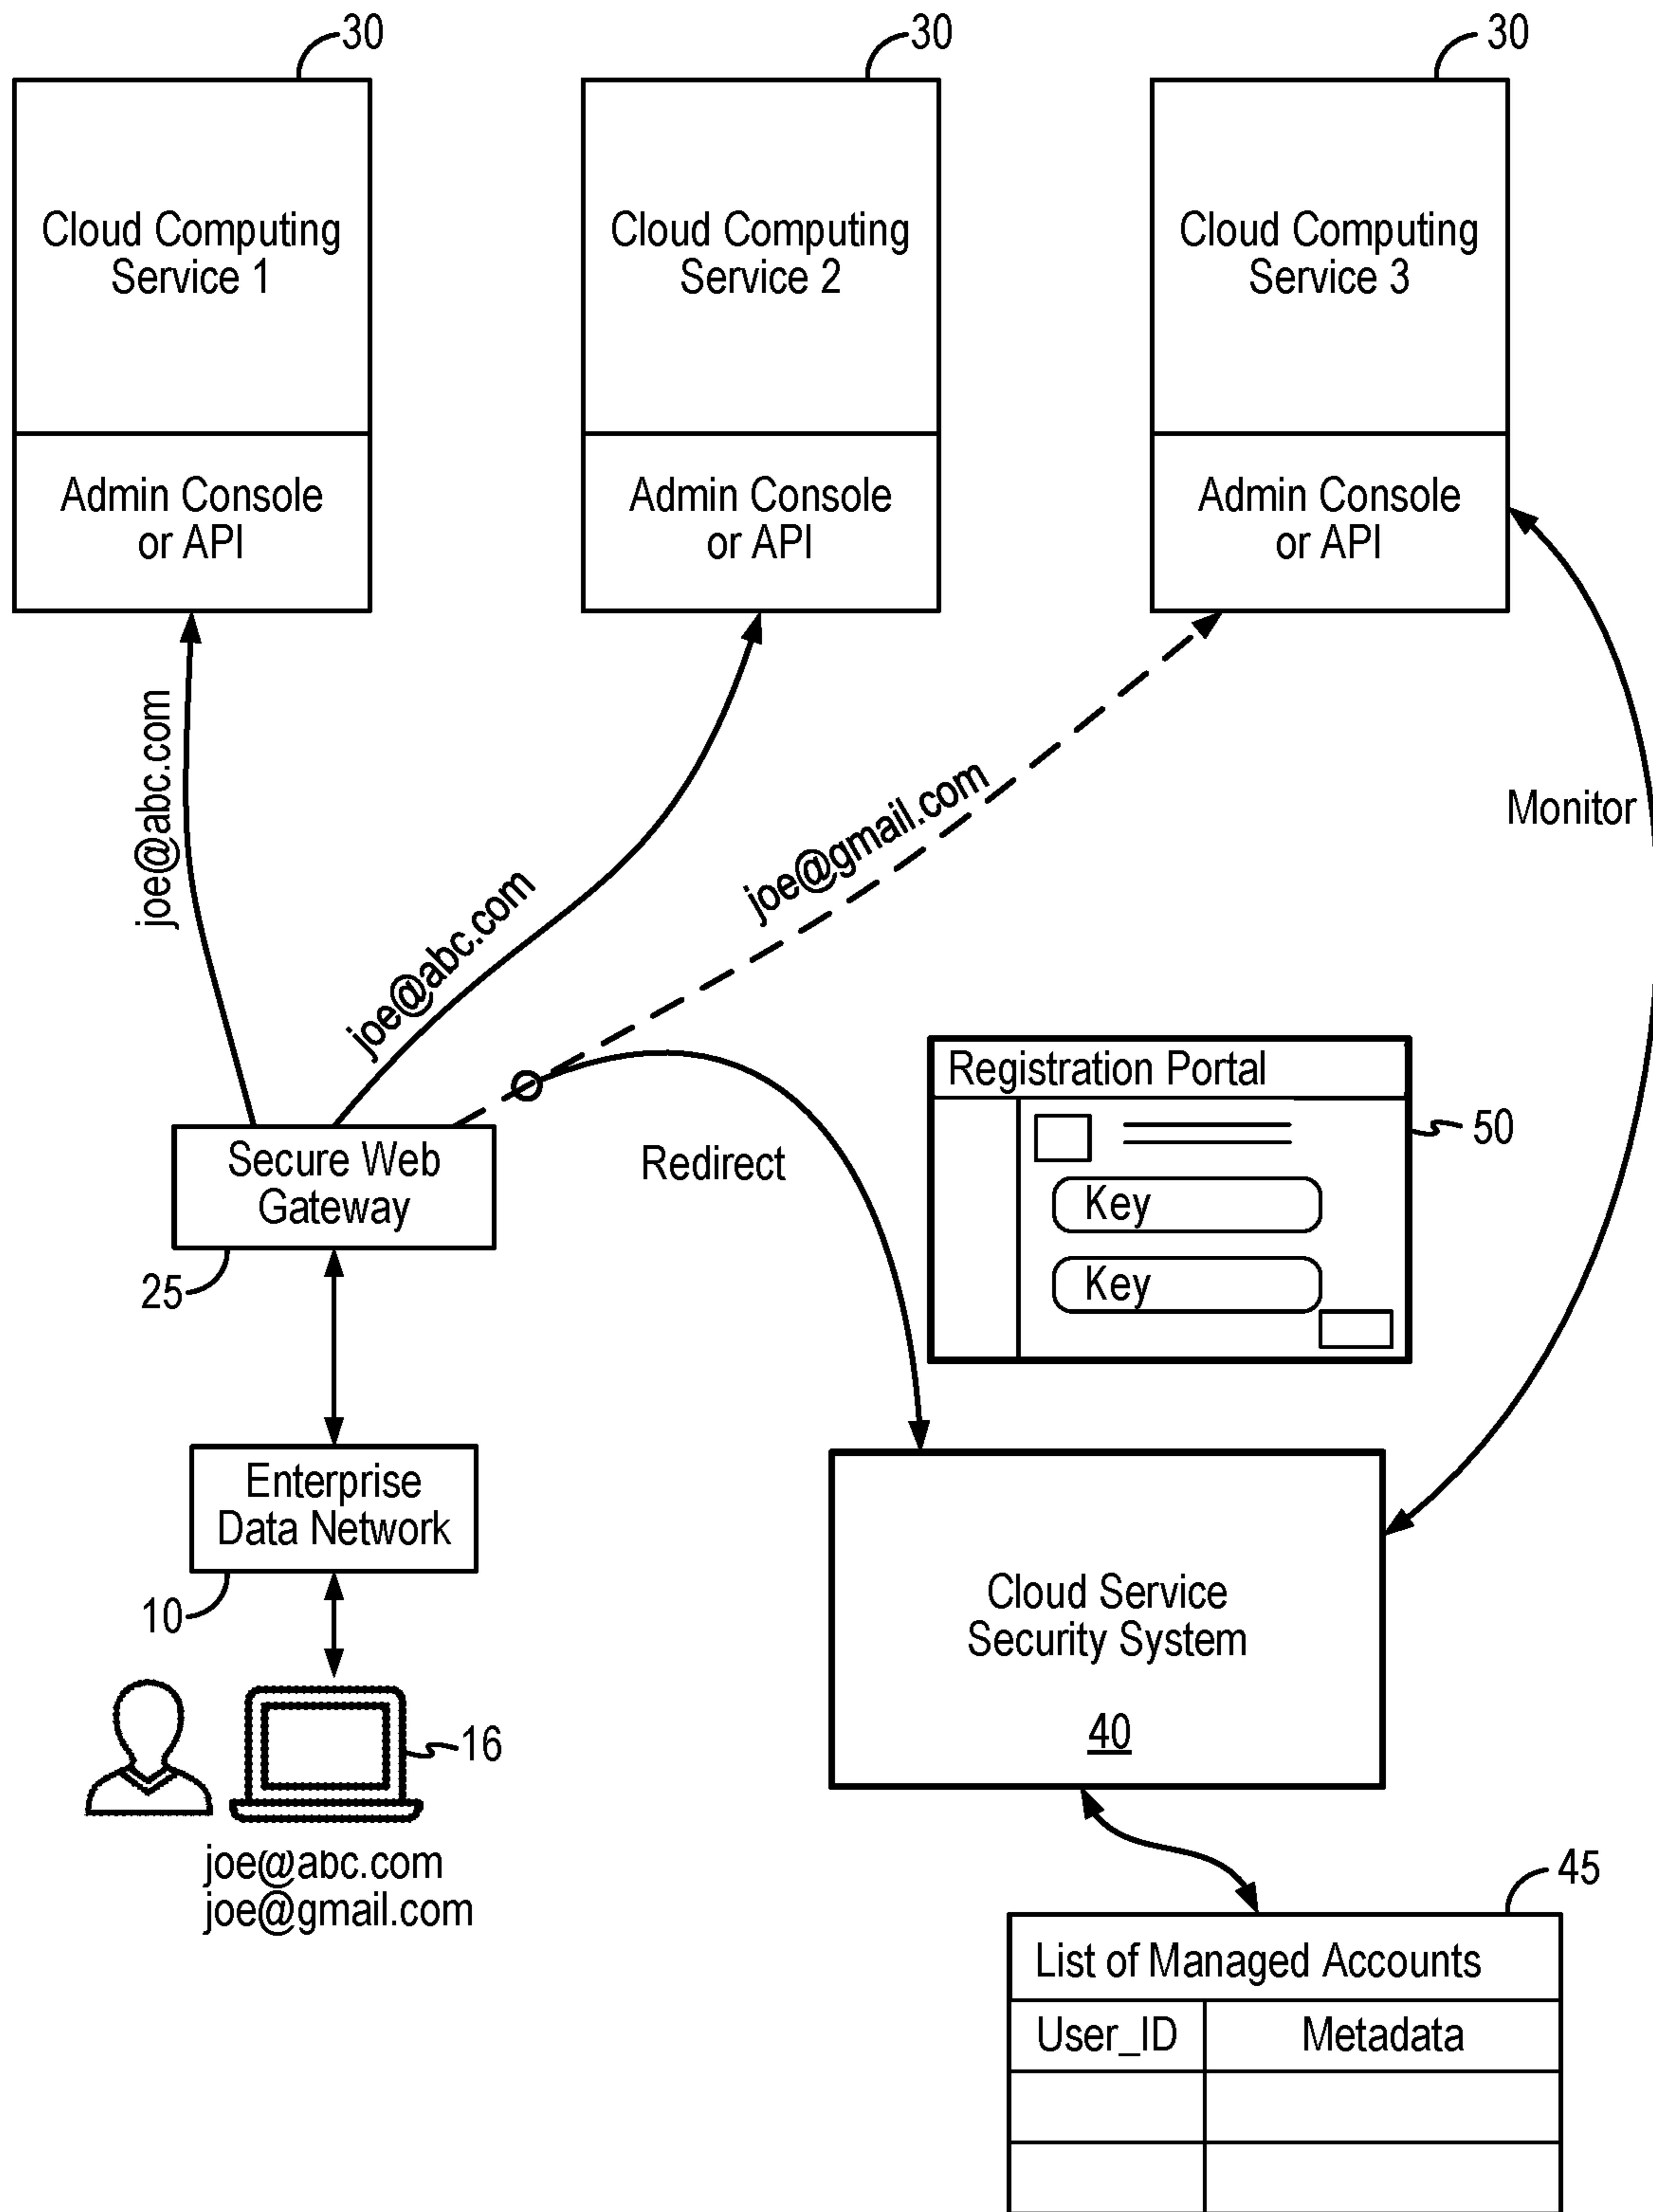 30
30
30
Cloud Computing
Service 1
Cloud Computing
Service 2
Cloud Computing
Service 3
Admin Console
or API
Admin Console
or API
Admin Console
or API
joe@abc.com
joe@abc.com
joe@gmail.com
Monitor
Registration Portal
50
Key
Key
Redirect
Secure Web
Gateway
25
Enterprise
Data Network
10
16
joe@abc.com
joe@gmail.com
Cloud Service
Security System
40
45
List of Managed Accounts
User_ID
Metadata